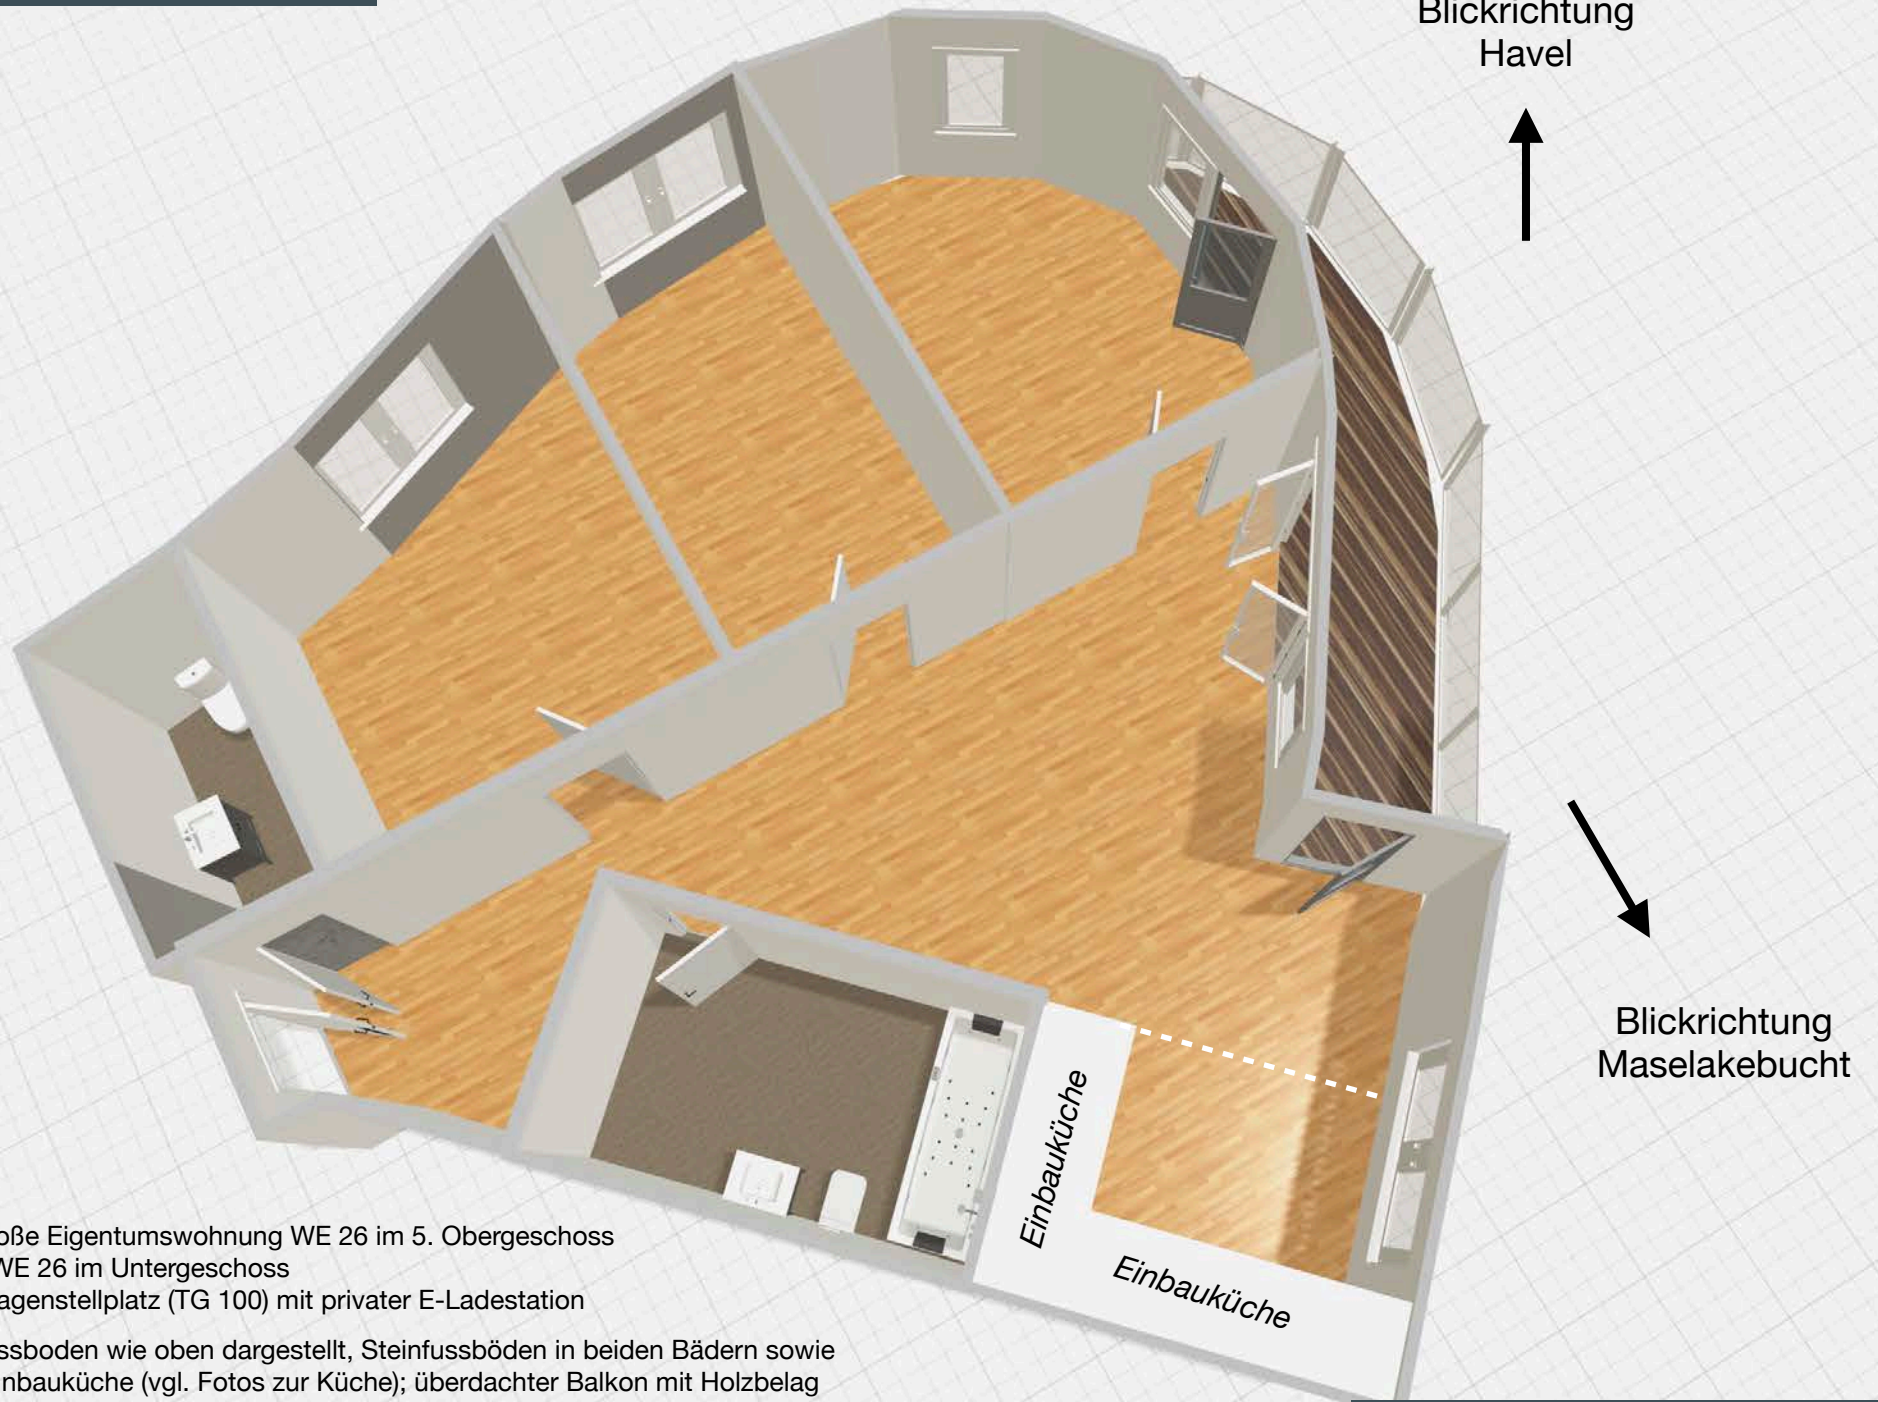 Blickrichtung
Havel
Blickrichtung
Maselakebucht
Einbauküche
Einbauküche
oße Eigentumswohnung WE 26 im 5. Obergeschoss
WE 26 im Untergeschoss
agenstellplatz (TG 100) mit privater E-Ladestation
ssboden wie oben dargestellt, Steinfussböden in beiden Bädern sowie
nbauküche (vgl. Fotos zur Küche); überdachter Balkon mit Holzbelag